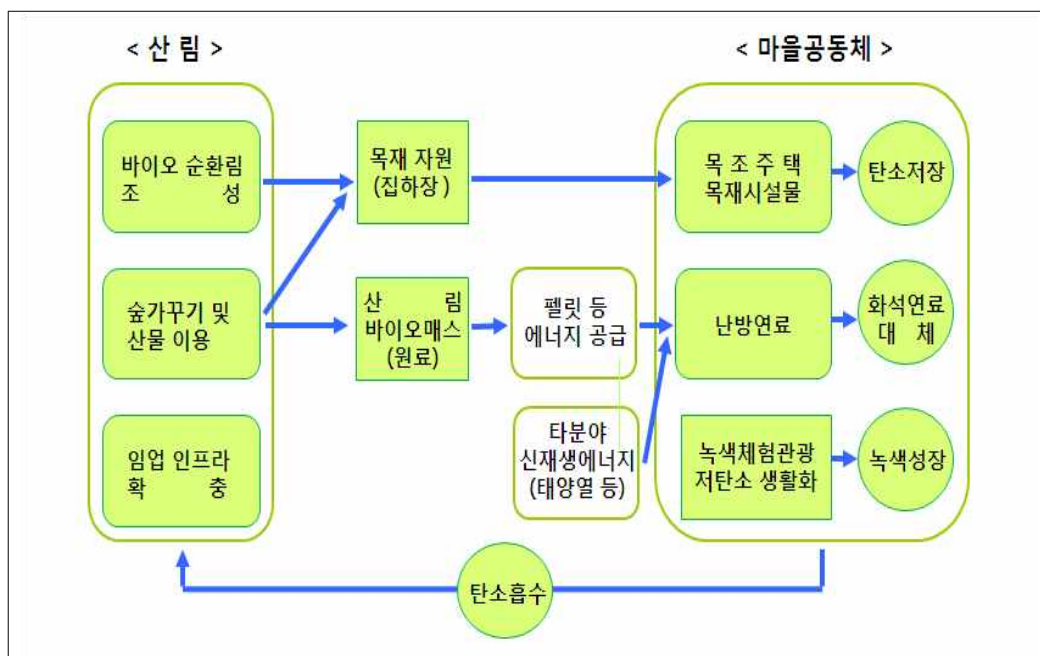 < 산 림 >
< 마을공동체 >
바이오 순환림
조 성
목재 자원
(집하장 )
목 조 주 택
목재시설물
탄소저장
숲가꾸기 및
산물 이용
산 림
바이오매스
(원료)
펠릿 등
에너지 공급
난방연료
화석연료
대 체
임업 인프라
확 충
타분야
신재생에너지
(태양열 등)
녹색체험관광
저탄소 생활화
녹색성장
탄소흡수